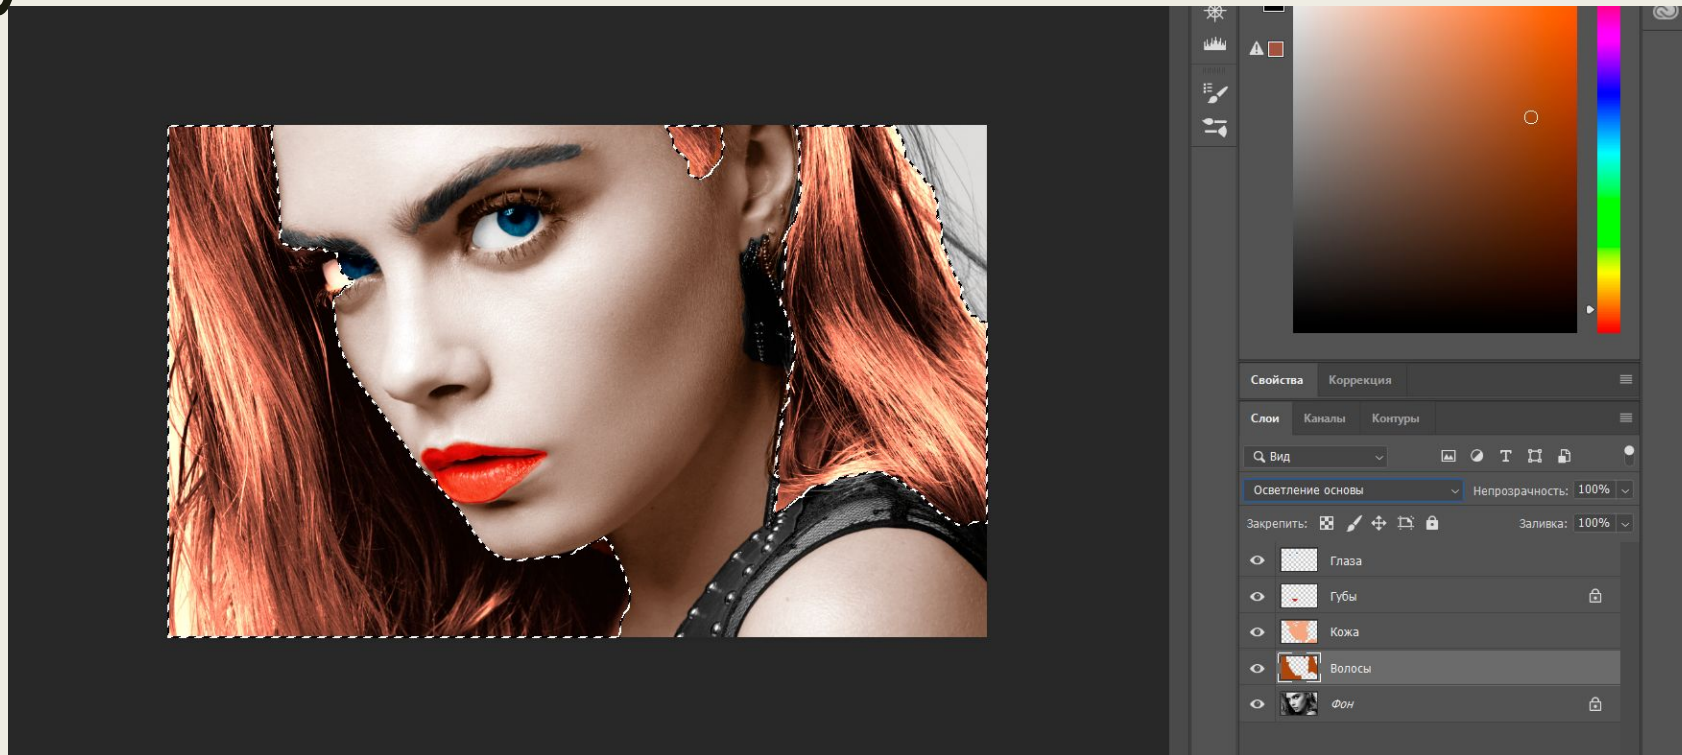 Свойства Коррекция
Слои Каналы Контуры
Вид
Осветление основы Непрозрачность: 100%
Закрепить: Заливка: 100%
Глаза
Губы
Кожа
Волосы
Фон